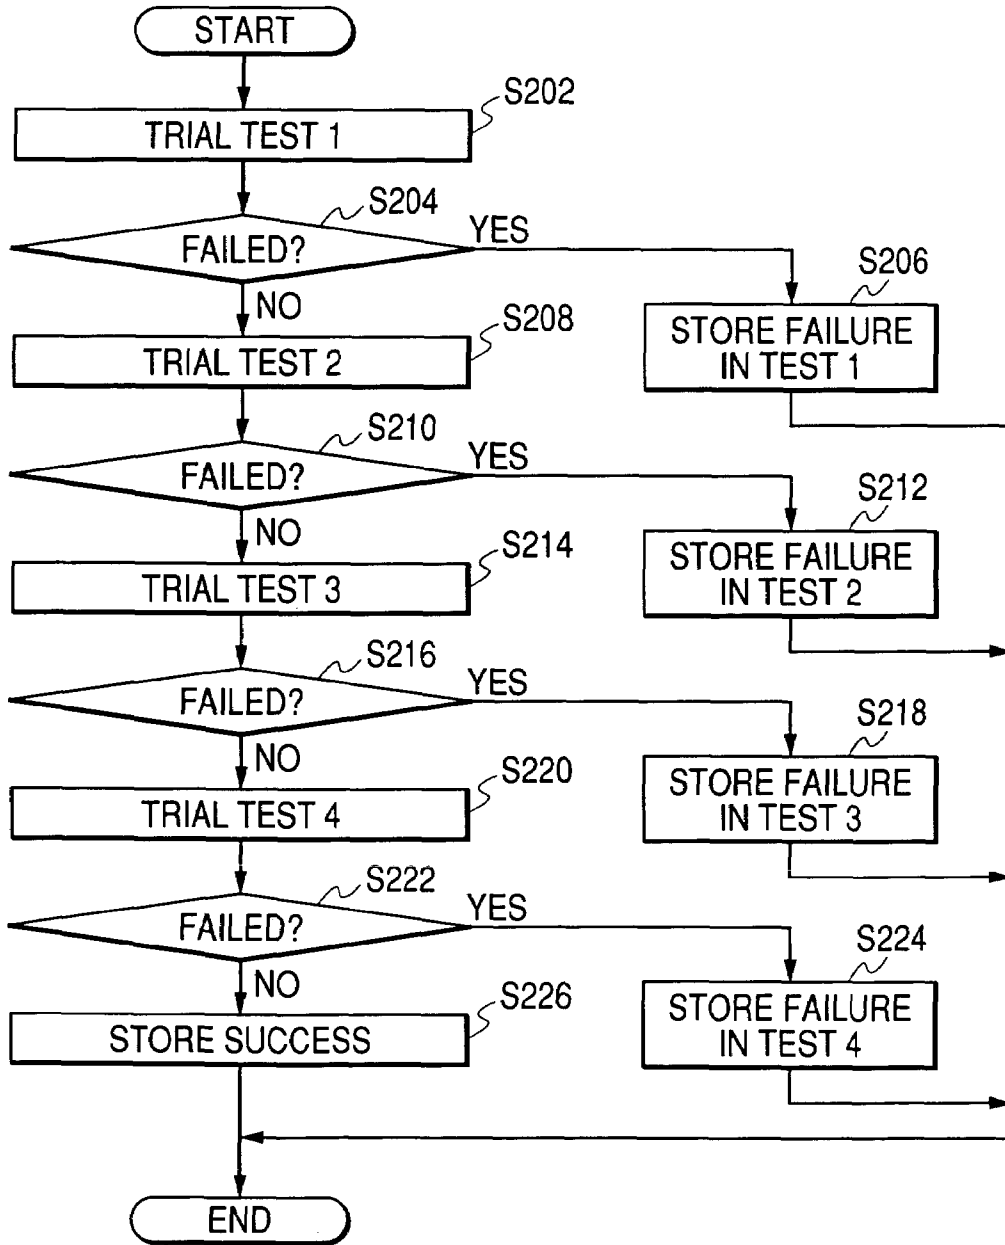 START
S202
TRIAL TEST 1
S204
FAILED?
YES
S206
NO
STORE FAILURE
IN TEST 1
S208
TRIAL TEST 2
S210
FAILED?
YES
S212
NO
STORE FAILURE
IN TEST 2
S214
TRIAL TEST 3
S216
FAILED?
YES
S218
NO
STORE FAILURE
IN TEST 3
S220
TRIAL TEST 4
S222
FAILED?
YES
S224
NO
STORE FAILURE
IN TEST 4
S226
STORE SUCCESS
END